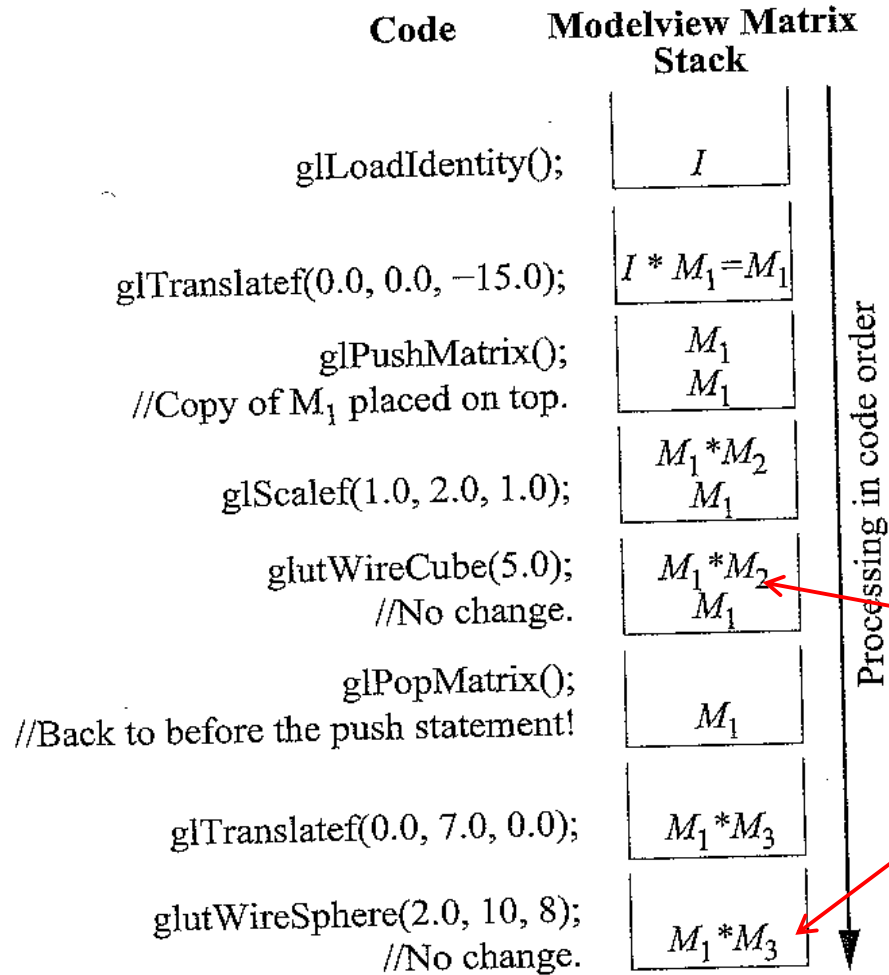 Code Modelview Matrix
Stack
glLoadIdentity(); I
glTranslatef(0.0, 0.0, −15.0); I * M₁=M₁
glPushMatrix(); M₁
//Copy of M₁ placed on top. M₁
M₁*M₂
glScalef(1.0, 2.0, 1.0); M₁
glutWireCube(5.0); M₁*M₂
//No change. M₁
glPopMatrix();
//Back to before the push statement! M₁
glTranslatef(0.0, 7.0, 0.0); M₁*M₃
glutWireSphere(2.0, 10, 8);
//No change. M₁*M₃
Processing in code order